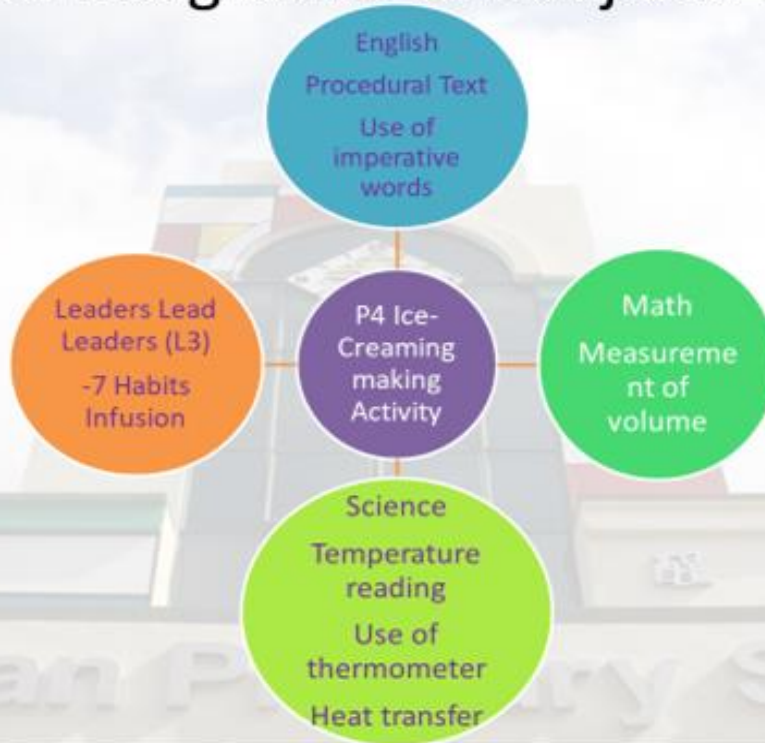 English
Procedural Text
Use of
imperative
words
Leaders Lead
Leaders (L3)
-7 Habits
Infusion
P4 Ice-
Creaming
making
Activity
Math
Measureme
nt of
volume
Science
Temperature
reading
Use of
thermometer
Heat transfer